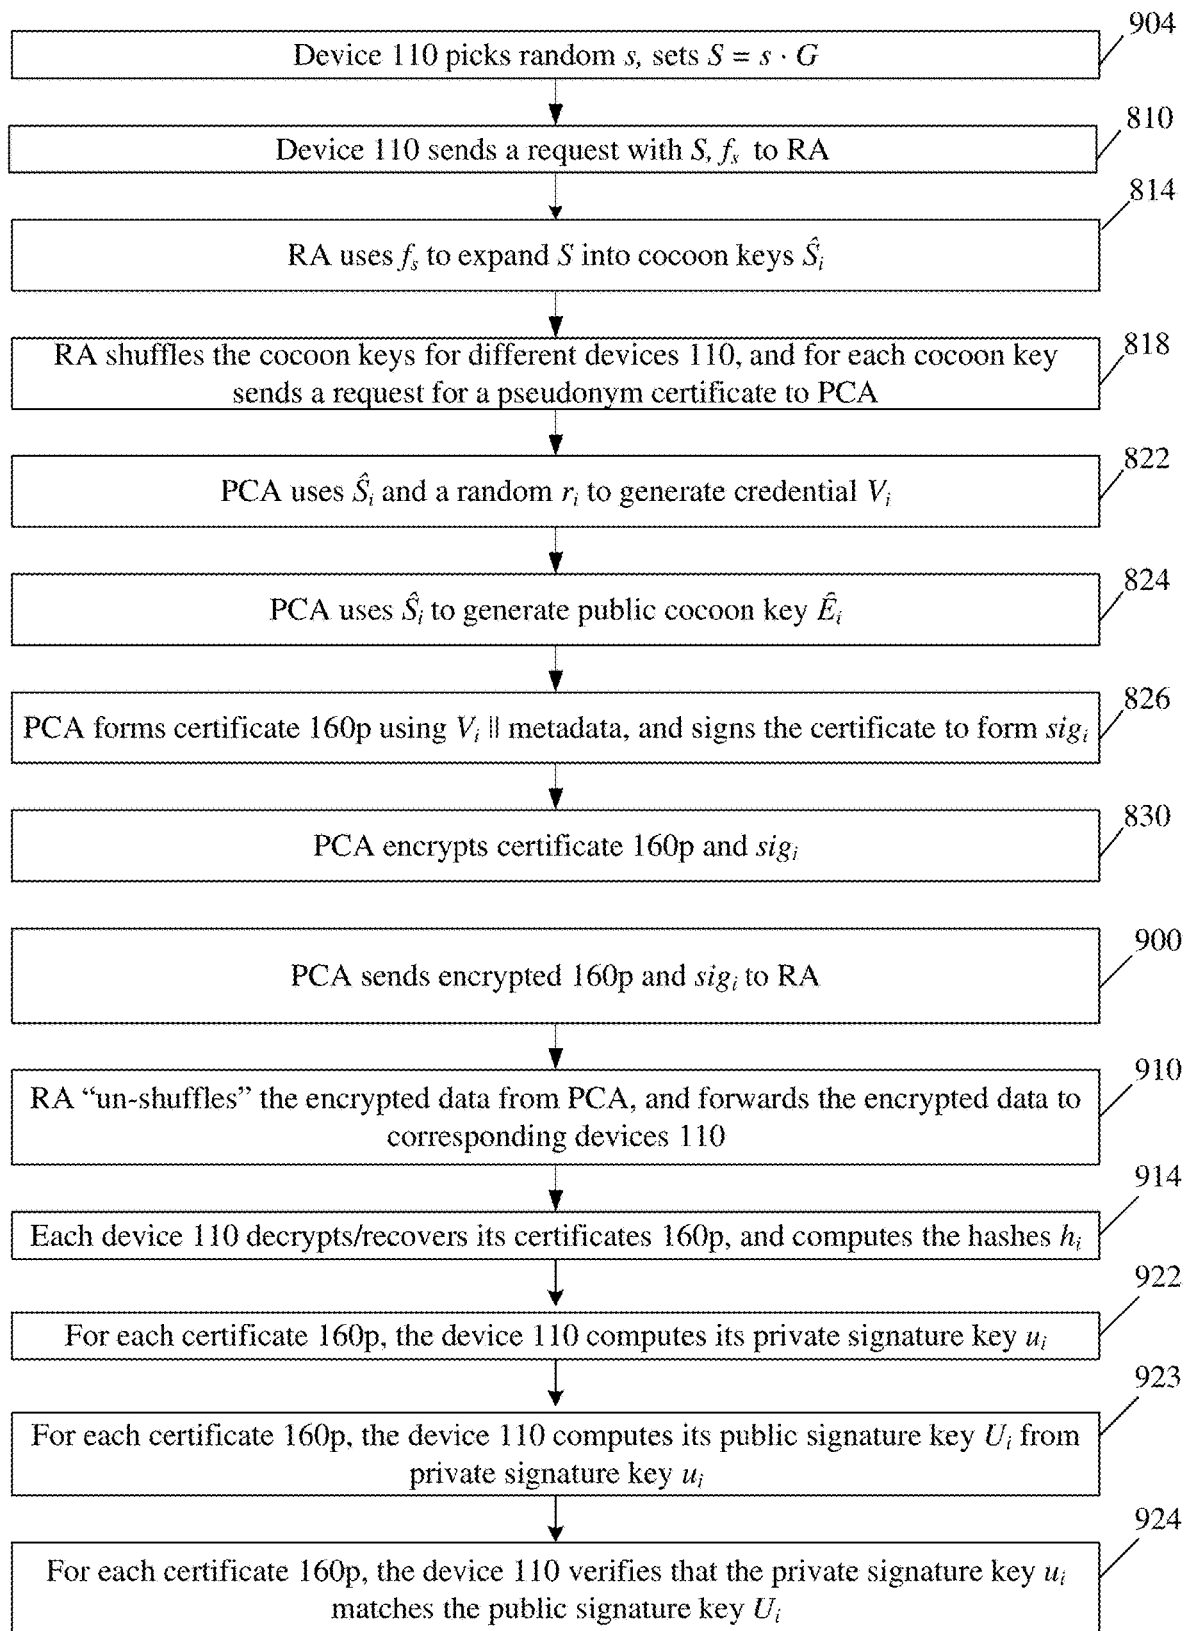 904
Device 110 picks random s, sets S = s · G
810
Device 110 sends a request with S, fₛ to RA
814
RA uses fₛ to expand S into cocoon keys Ŝᵢ
RA shuffles the cocoon keys for different devices 110, and for each cocoon key
818
sends a request for a pseudonym certificate to PCA
822
PCA uses Ŝᵢ and a random rᵢ to generate credential Vᵢ
824
PCA uses Ŝᵢ to generate public cocoon key Êᵢ
826
PCA forms certificate 160p using Vᵢ || metadata, and signs the certificate to form sigᵢ
830
PCA encrypts certificate 160p and sigᵢ
900
PCA sends encrypted 160p and sigᵢ to RA
910
RA “un-shuffles” the encrypted data from PCA, and forwards the encrypted data to
corresponding devices 110
914
Each device 110 decrypts/recovers its certificates 160p, and computes the hashes hᵢ
922
For each certificate 160p, the device 110 computes its private signature key uᵢ
923
For each certificate 160p, the device 110 computes its public signature key Uᵢ from
private signature key uᵢ
924
For each certificate 160p, the device 110 verifies that the private signature key uᵢ
matches the public signature key Uᵢ